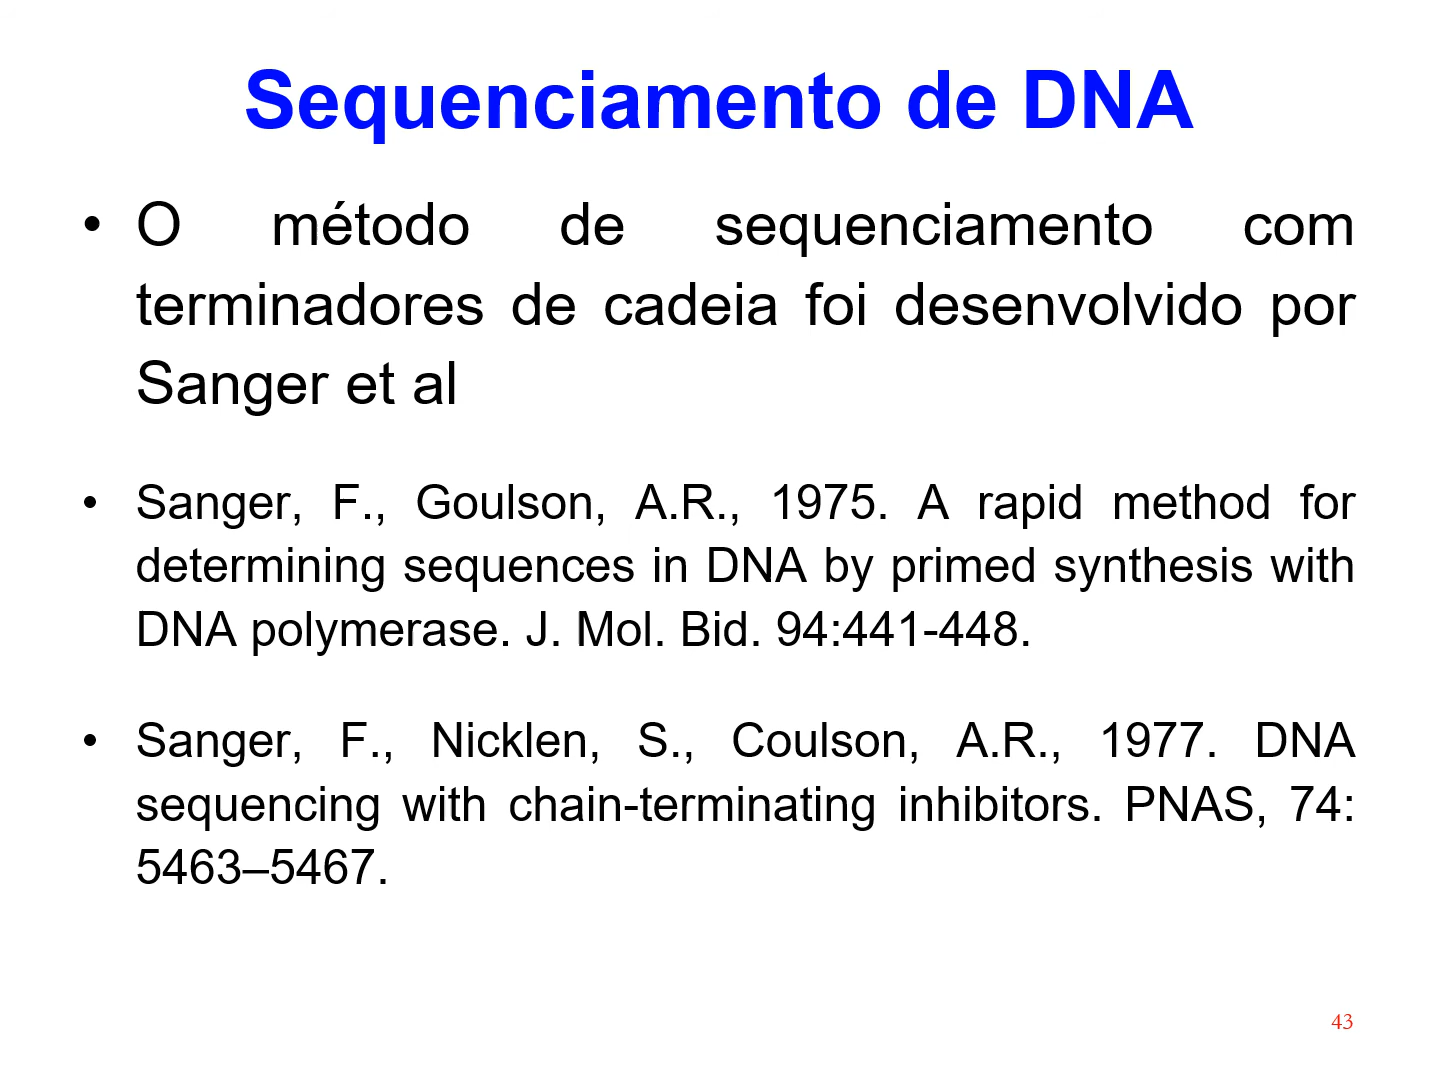 Sequenciamento de DNA
• O método de sequenciamento com
terminadores de cadeia foi desenvolvido por
Sanger et al
• Sanger, F., Goulson, A.R., 1975. A rapid method for
determining sequences in DNA by primed synthesis with
DNA polymerase. J. Mol. Bid. 94:441-448.
• Sanger, F., Nicklen, S., Coulson, A.R., 1977. DNA
sequencing with chain-terminating inhibitors. PNAS, 74:
5463–5467.
43